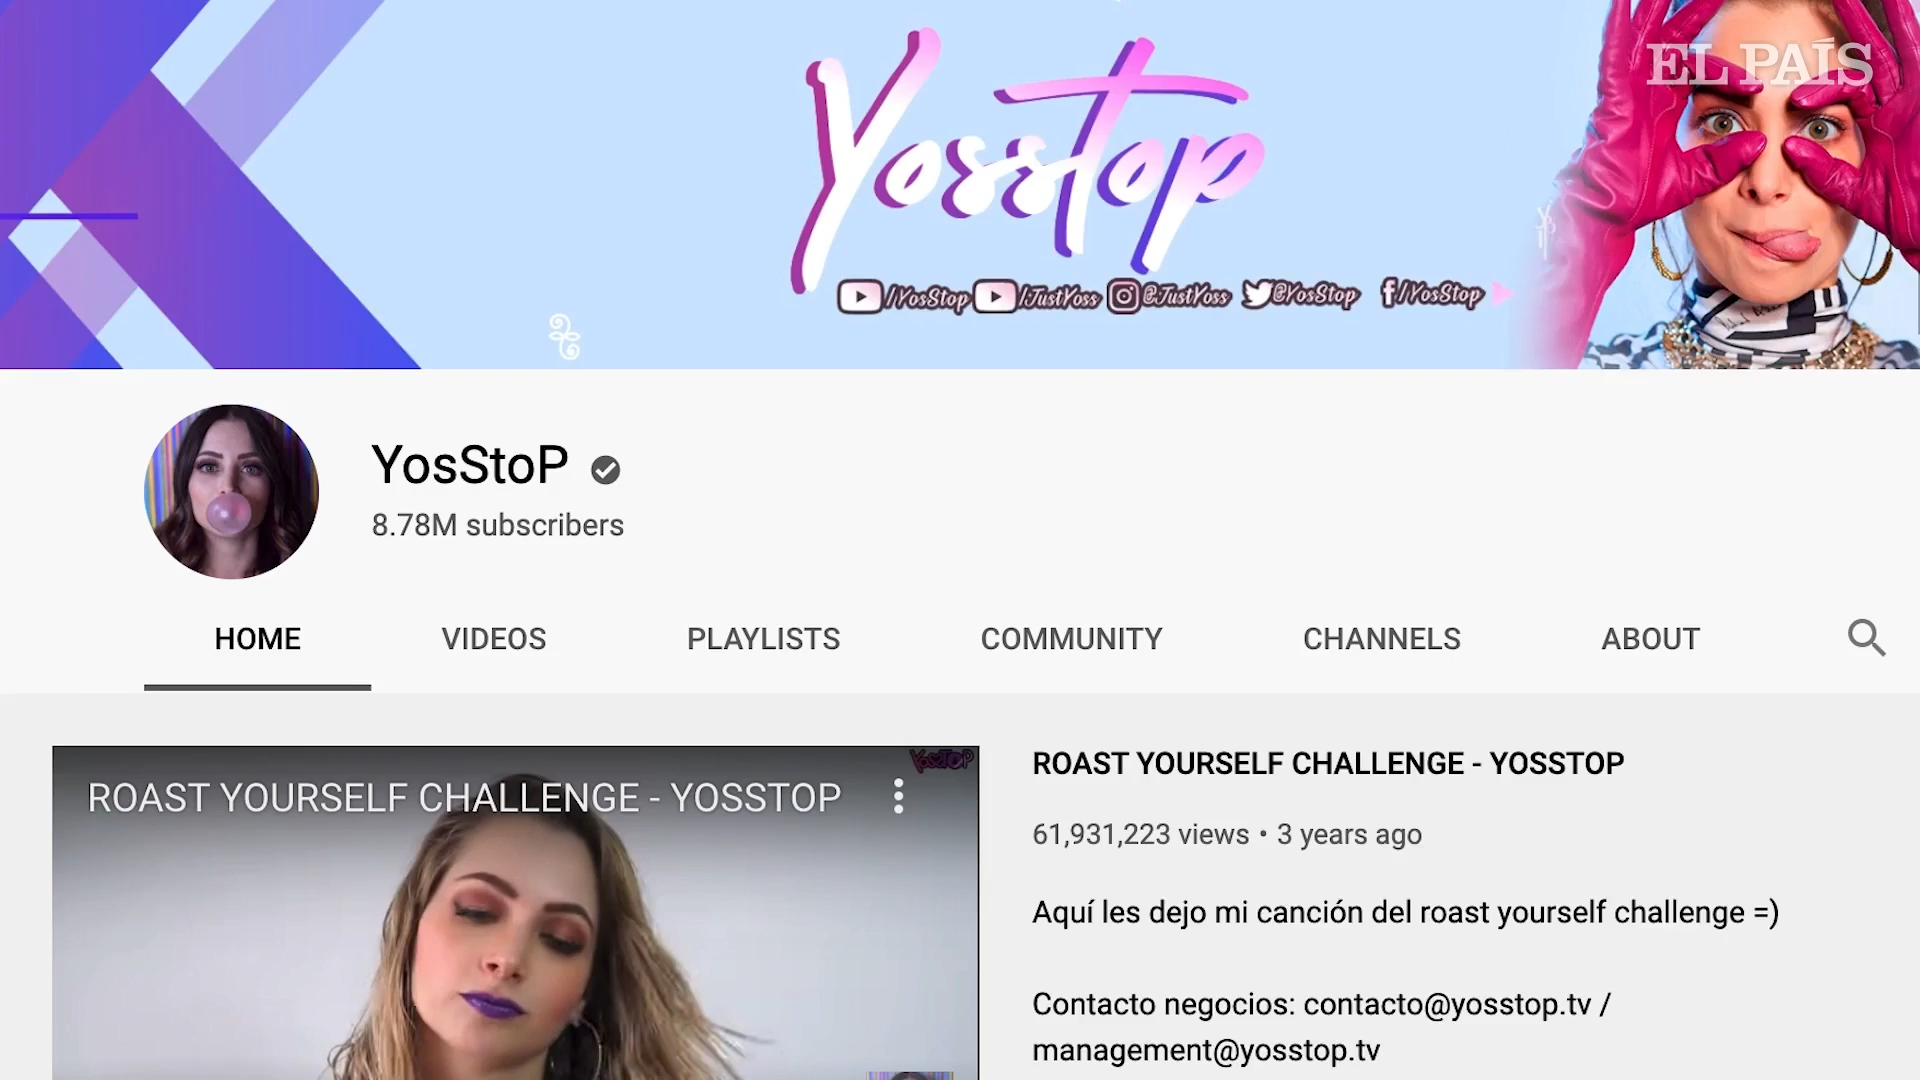 EL PAÍS
Yosstop
/YosStop /JustYoss @JustYoss @YosStop /YosStop
YosStoP
8.78M subscribers
HOME VIDEOS PLAYLISTS COMMUNITY CHANNELS ABOUT
YosSTOP
ROAST YOURSELF CHALLENGE - YOSSTOP
ROAST YOURSELF CHALLENGE - YOSSTOP
61,931,223 views • 3 years ago
Aquí les dejo mi canción del roast yourself challenge =)
Contacto negocios: contacto@yosstop.tv /
management@yosstop.tv